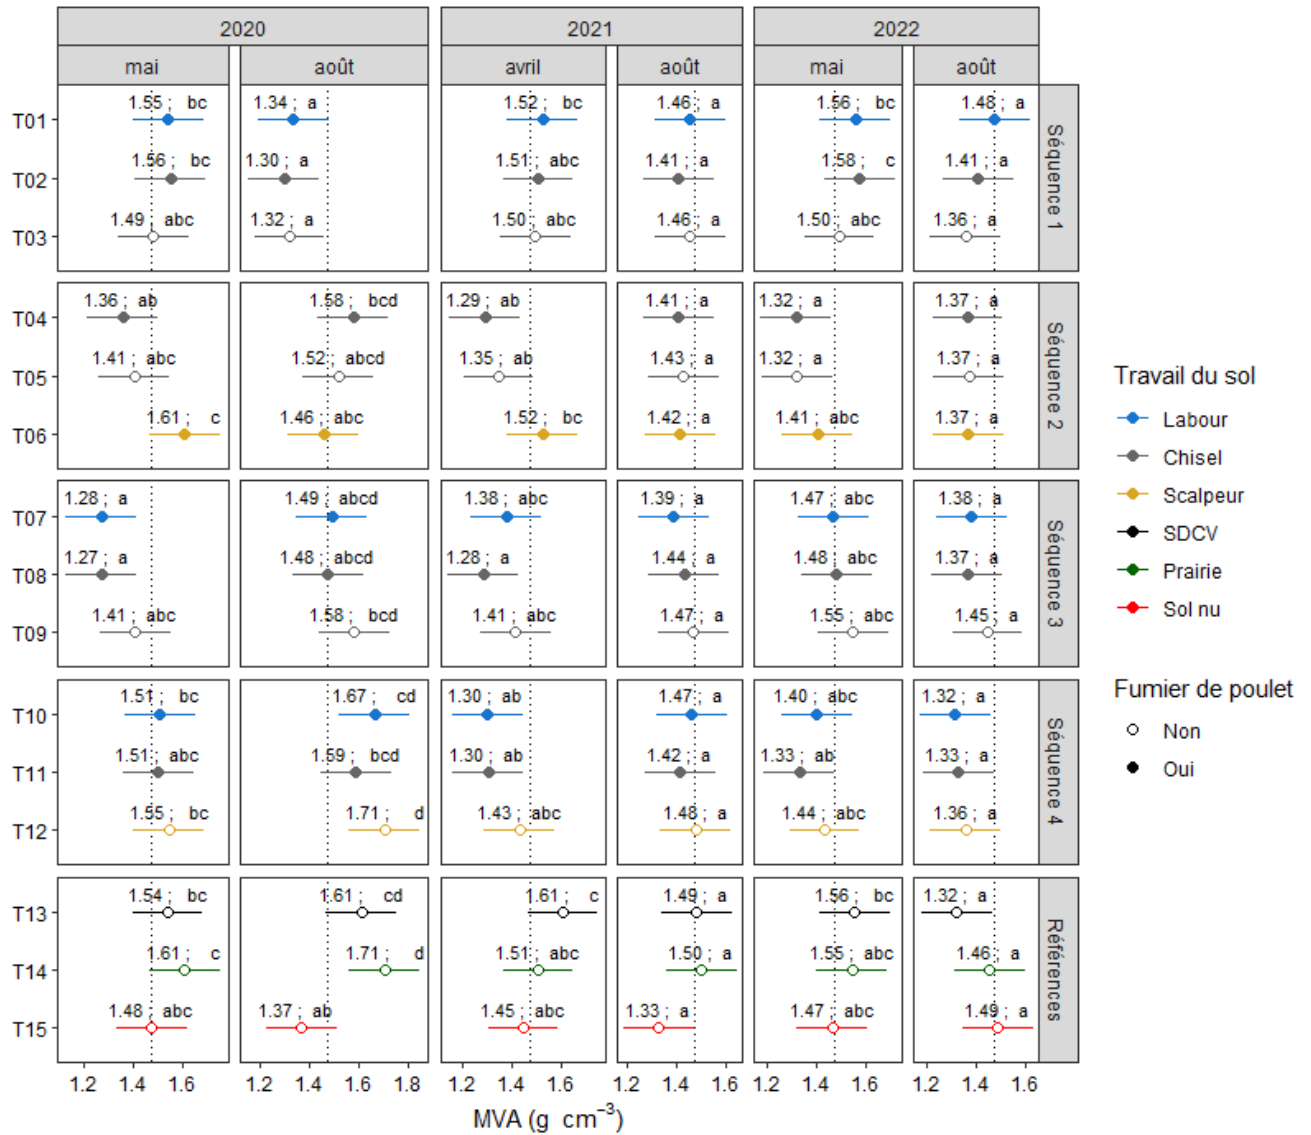 2020 2021 2022
mai août avril août mai août
T01 1.55 ; bc 1.34 ; a 1.52 ; bc 1.46 ; a 1.56 ; bc 1.48 ; a
T02 1.56 ; bc 1.30 ; a 1.51 ; abc 1.41 ; a 1.58 ; c 1.41 ; a
T03 1.49 ; abc 1.32 ; a 1.50 ; abc 1.46 ; a 1.50 ; abc 1.36 ; a
Séquence 1
T04 1.36 ; ab 1.58 ; bcd 1.29 ; ab 1.41 ; a 1.32 ; a 1.37 ; a
T05 1.41 ; abc 1.52 ; abcd 1.35 ; ab 1.43 ; a 1.32 ; a 1.37 ; a
T06 1.61 ; c 1.46 ; abc 1.52 ; bc 1.42 ; a 1.41 ; abc 1.37 ; a
Séquence 2
T07 1.28 ; a 1.49 ; abcd 1.38 ; abc 1.39 ; a 1.47 ; abc 1.38 ; a
T08 1.27 ; a 1.48 ; abcd 1.28 ; a 1.44 ; a 1.48 ; abc 1.37 ; a
T09 1.41 ; abc 1.58 ; bcd 1.41 ; abc 1.47 ; a 1.55 ; abc 1.45 ; a
Séquence 3
T10 1.51 ; bc 1.67 ; cd 1.30 ; ab 1.47 ; a 1.40 ; abc 1.32 ; a
T11 1.51 ; abc 1.59 ; bcd 1.30 ; ab 1.42 ; a 1.33 ; ab 1.33 ; a
T12 1.55 ; bc 1.71 ; d 1.43 ; abc 1.48 ; a 1.44 ; abc 1.36 ; a
Séquence 4
T13 1.54 ; bc 1.61 ; cd 1.61 ; c 1.49 ; a 1.56 ; bc 1.32 ; a
T14 1.61 ; c 1.71 ; d 1.51 ; abc 1.50 ; a 1.55 ; abc 1.46 ; a
T15 1.48 ; abc 1.37 ; ab 1.45 ; abc 1.33 ; a 1.47 ; abc 1.49 ; a
Références
1.2 1.4 1.6 1.2 1.4 1.6 1.8 1.2 1.4 1.6 1.2 1.4 1.6 1.2 1.4 1.6 1.2 1.4 1.6
MVA (g cm⁻³)
Travail du sol
Labour
Chisel
Scalpeur
SDCV
Prairie
Sol nu
Fumier de poulet
Non
Oui